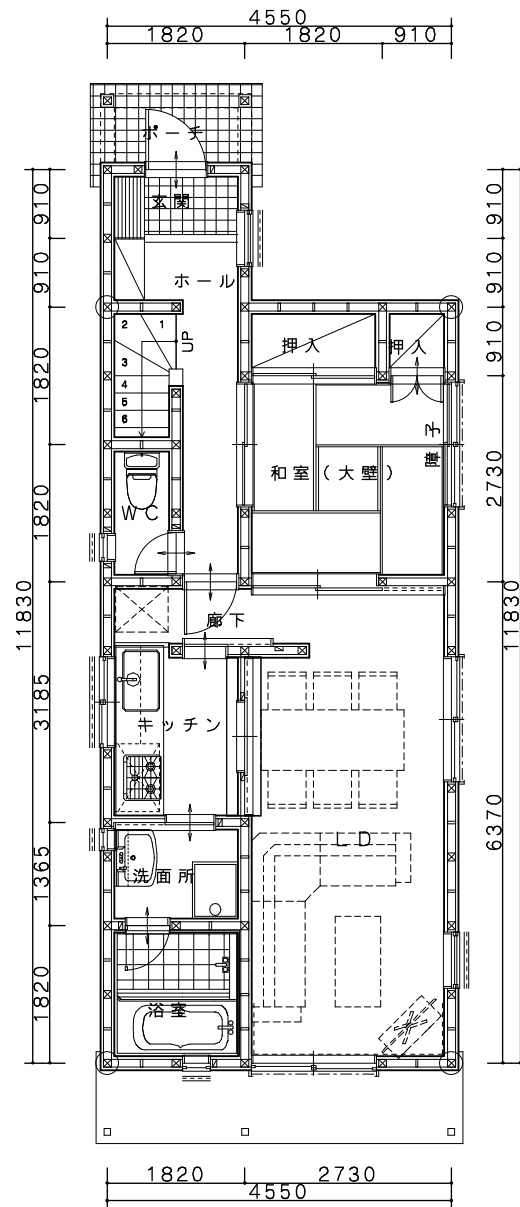 4550
1820 1820 910
ポーチ
玄関
ホール
910
910
1820
1820
3185
1365
1820
11830
910
910
910
2730
6370
11830
2 1
3
4
5
6
UP
押入
押入
和室(大壁)
障子
WC
廊下
キッチン
LD
洗面所
浴室
1820 2730
4550